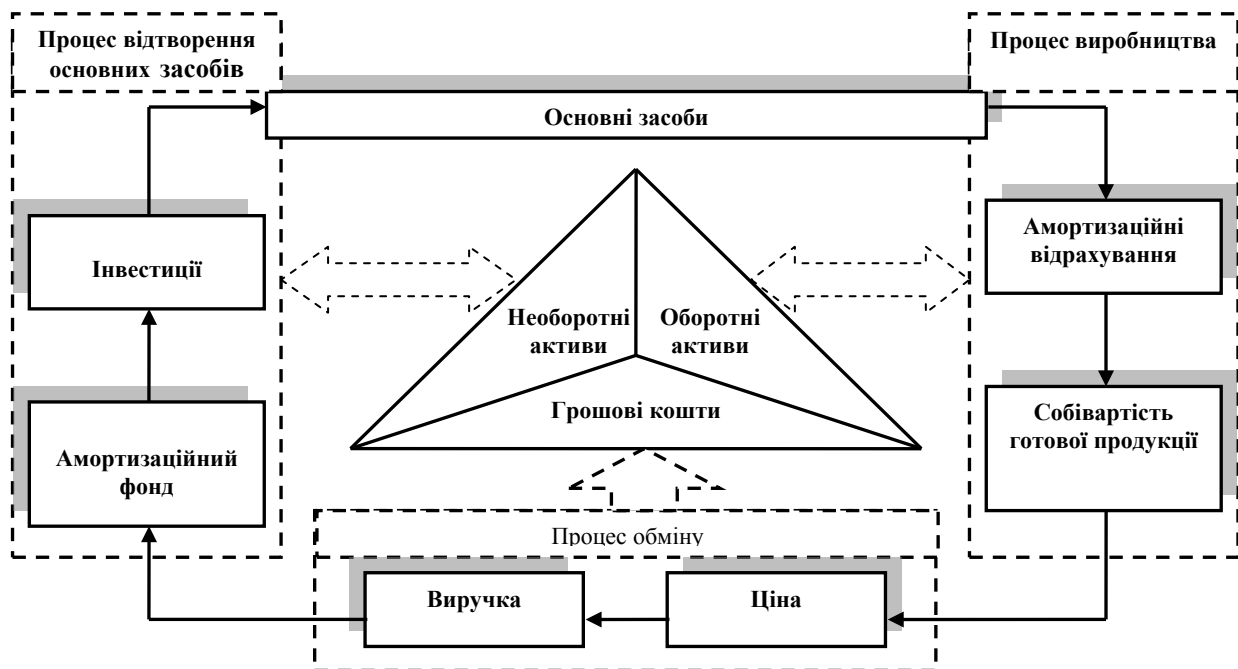 Процес відтворення
основних засобів
Процес виробництва
Основні засоби
Інвестиції
Амортизаційні
відрахування
Необоротні
активи
Оборотні
активи
Грошові кошти
Амортизаційний
фонд
Собівартість
готової продукції
Процес обміну
Виручка
Ціна